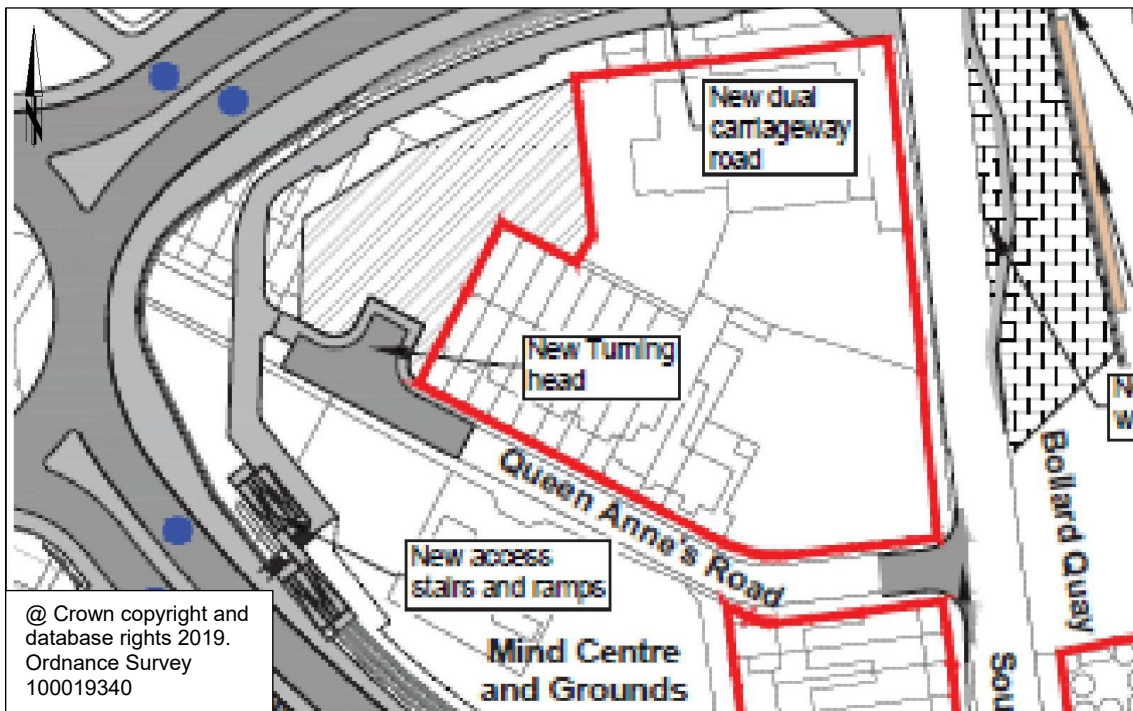 New dual
carriageway
road
New Turning
head
Queen Anne's Road
New access
stairs and ramps
Mind Centre
and Grounds
Bollard Quay
@ Crown copyright and
database rights 2019.
Ordnance Survey
100019340